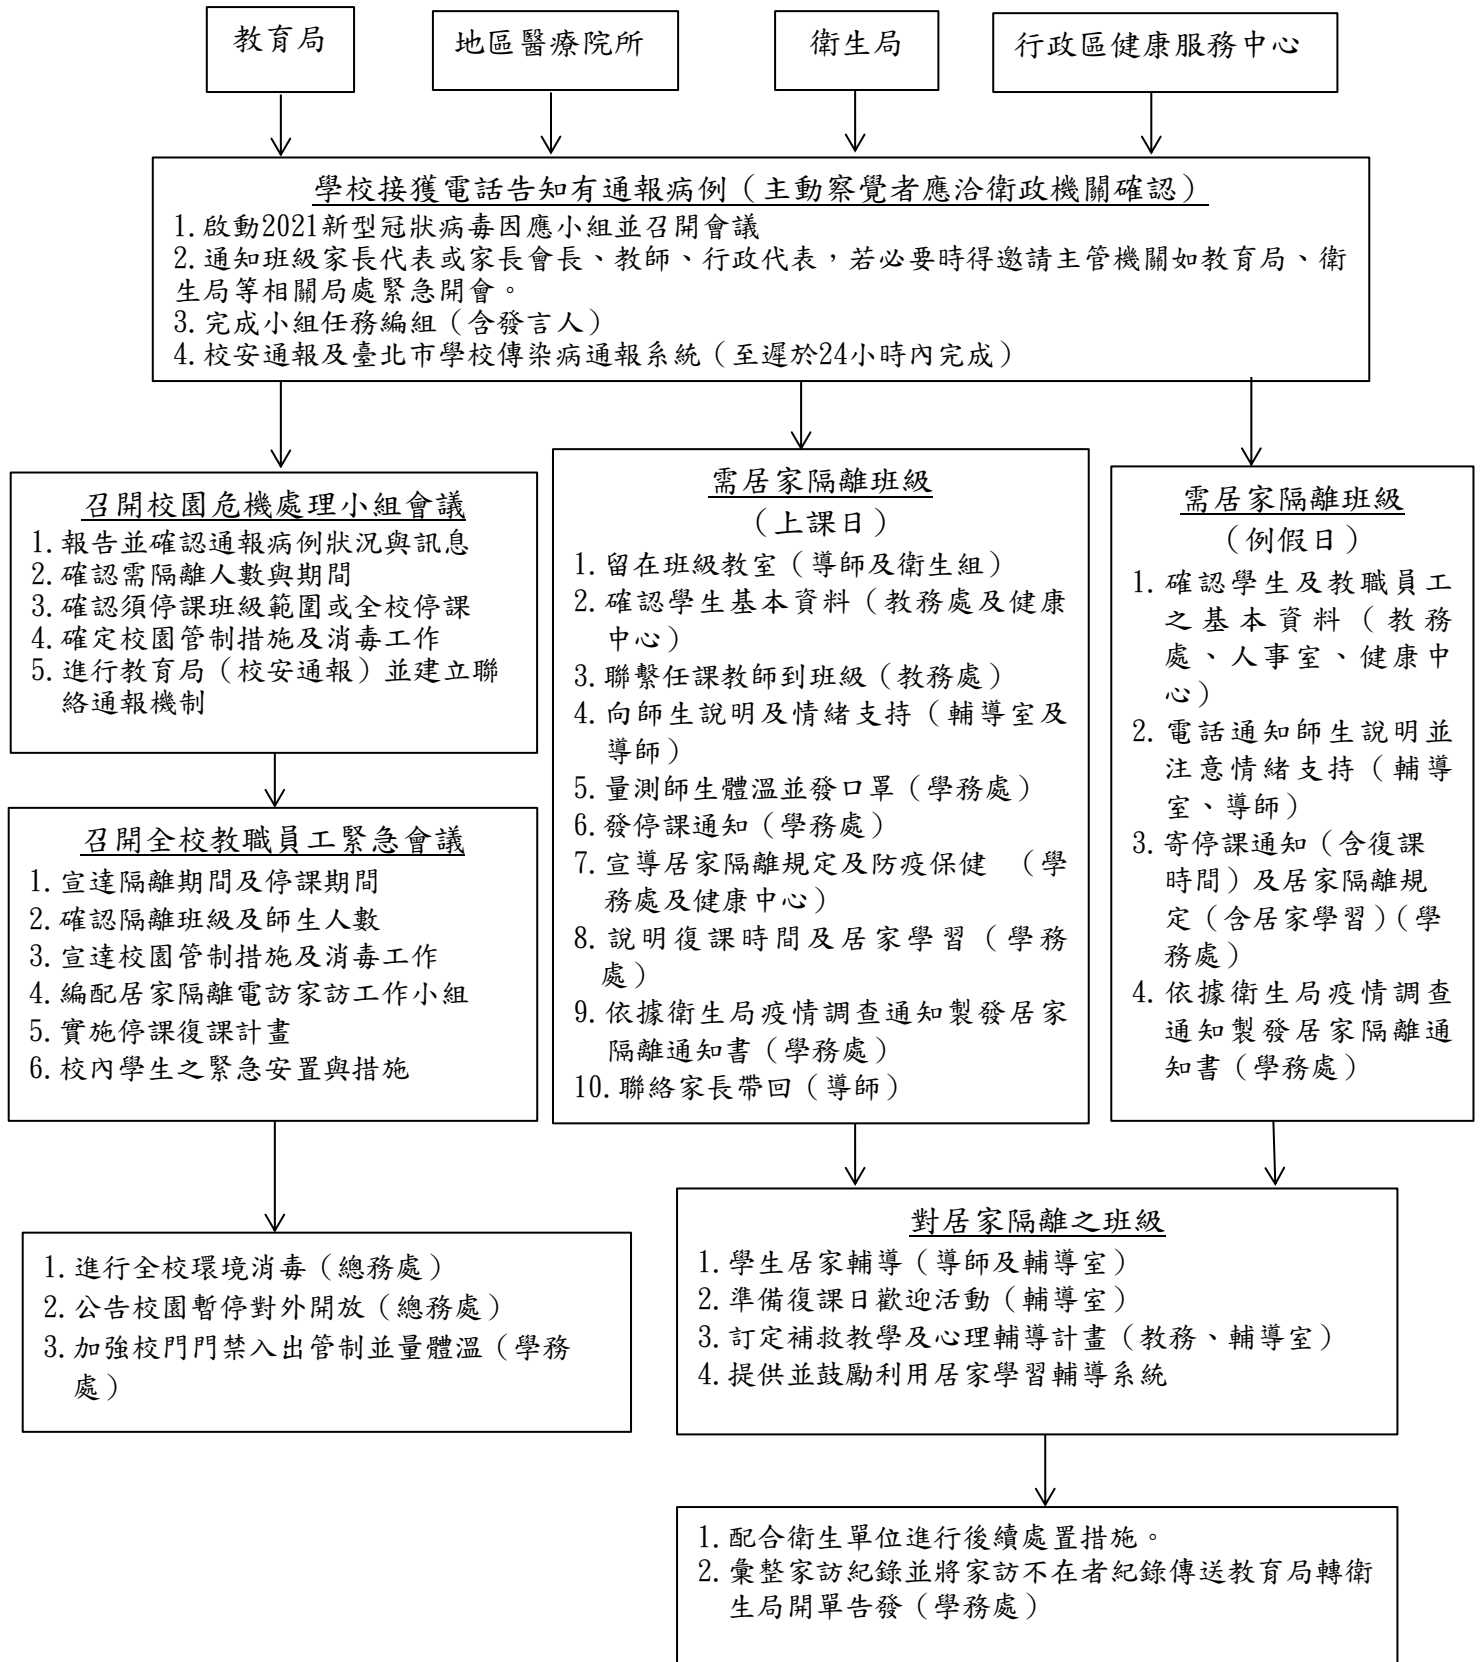 教育局
地區醫療院所
衛生局
行政區健康服務中心
學校接獲電話告知有通報病例（主動察覺者應洽衛政機關確認）
1.啟動2021新型冠狀病毒因應小組並召開會議
2.通知班級家長代表或家長會長、教師、行政代表，若必要時得邀請主管機關如教育局、衛
生局等相關局處緊急開會。
3.完成小組任務編組（含發言人）
4.校安通報及臺北市學校傳染病通報系統（至遲於24小時內完成）
召開校園危機處理小組會議
1.報告並確認通報病例狀況與訊息
2.確認需隔離人數與期間
3.確認須停課班級範圍或全校停課
4.確定校園管制措施及消毒工作
5.進行教育局（校安通報）並建立聯
絡通報機制
召開全校教職員工緊急會議
1.宣達隔離期間及停課期間
2.確認隔離班級及師生人數
3.宣達校園管制措施及消毒工作
4.編配居家隔離電訪家訪工作小組
5.實施停課復課計畫
6.校內學生之緊急安置與措施
1.進行全校環境消毒（總務處）
2.公告校園暫停對外開放（總務處）
3.加強校門門禁入出管制並量體溫（學務
處）
需居家隔離班級
（上課日）
1.留在班級教室（導師及衛生組）
2.確認學生基本資料（教務處及健康
中心）
3.聯繫任課教師到班級（教務處）
4.向師生說明及情緒支持（輔導室及
導師）
5.量測師生體溫並發口罩（學務處）
6.發停課通知（學務處）
7.宣導居家隔離規定及防疫保健 （學
務處及健康中心）
8.說明復課時間及居家學習（學務
處）
9.依據衛生局疫情調查通知製發居家
隔離通知書（學務處）
10.聯絡家長帶回（導師）
需居家隔離班級
（例假日）
1.確認學生及教職員工
之基本資料（教務
處、人事室、健康中
心）
2.電話通知師生說明並
注意情緒支持（輔導
室、導師）
3.寄停課通知（含復課
時間）及居家隔離規
定（含居家學習）（學
務處）
4.依據衛生局疫情調查
通知製發居家隔離通
知書（學務處）
對居家隔離之班級
1.學生居家輔導（導師及輔導室）
2.準備復課日歡迎活動（輔導室）
3.訂定補救教學及心理輔導計畫（教務、輔導室）
4.提供並鼓勵利用居家學習輔導系統
1.配合衛生單位進行後續處置措施。
2.彙整家訪紀錄並將家訪不在者紀錄傳送教育局轉衛
生局開單告發（學務處）